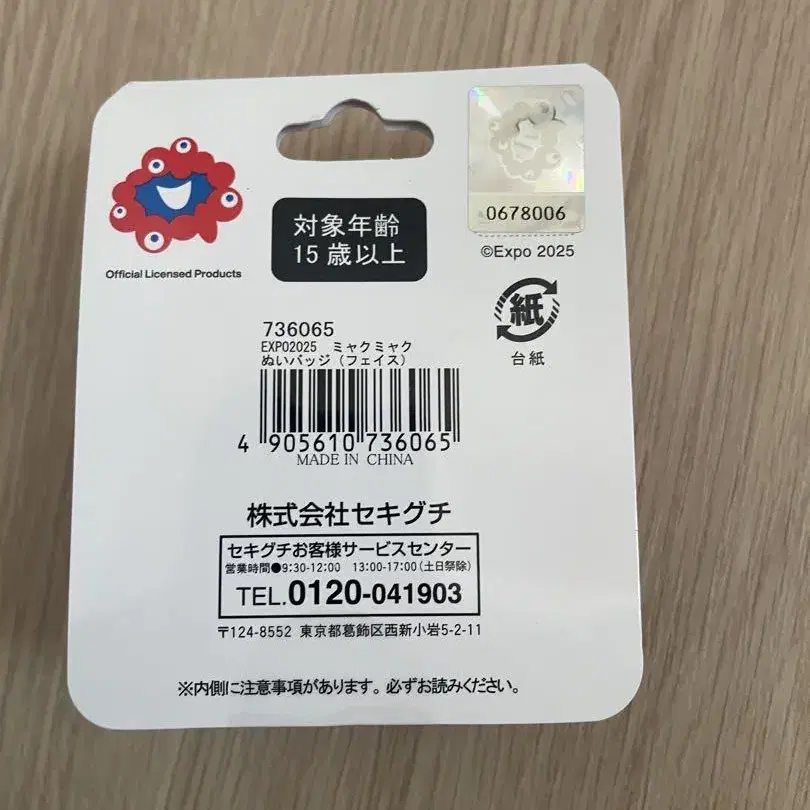 Official Licensed Products
対象年齢
15歳以上
0678006
©Expo 2025
紙
台紙
736065
EXPO2025 ミャクミャク
ぬいバッジ（フェイス）
4 905610 736065
MADE IN CHINA
株式会社セキグチ
セキグチお客様サービスセンター
営業時間●9:30-12:00 13:00-17:00（土日祭除）
TEL.0120-041903
〒124-8552 東京都葛飾区西新小岩5-2-11
※内側に注意事項があります。必ずお読みください。